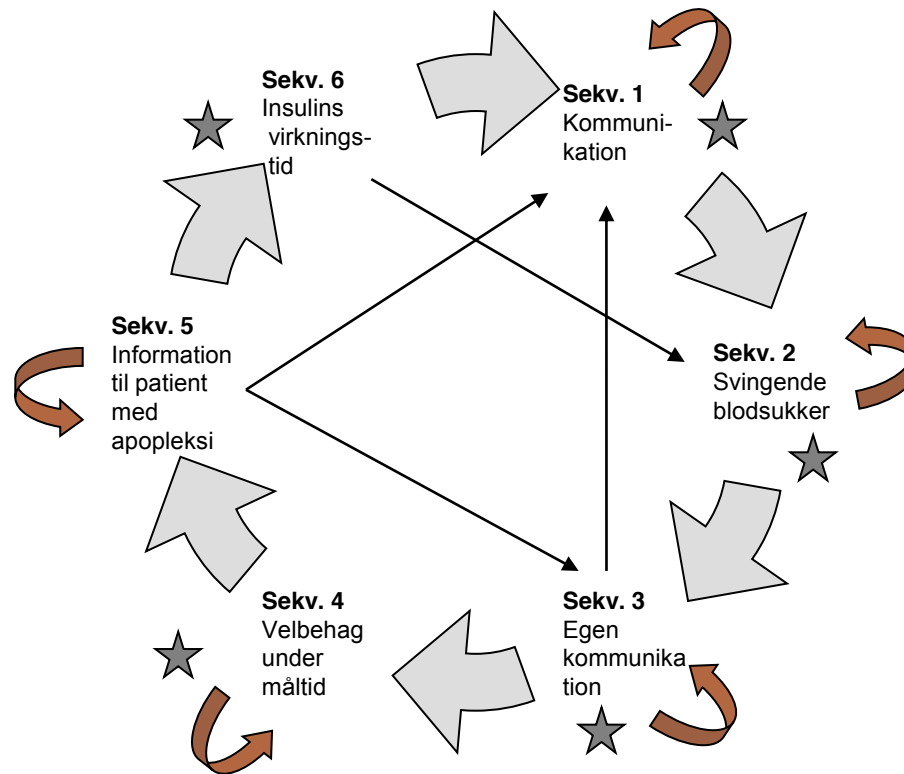 Sekv. 6
Insulins
virknings-
tid
Sekv. 1
Kommuni-
kation
Sekv. 5
Information
til patient
med
apopleksi
Sekv. 2
Svingende
blodsukker
Sekv. 4
Velbehag
under
måltid
Sekv. 3
Egen
kommunika
tion